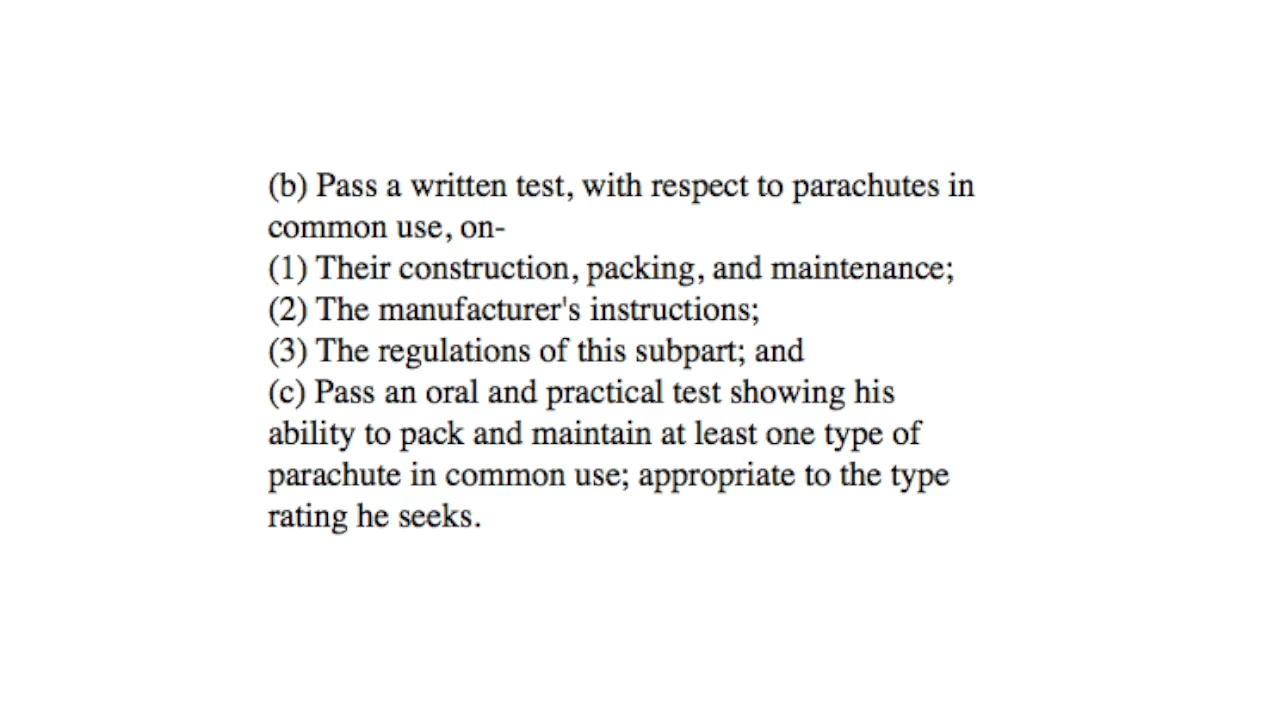 (b) Pass a written test, with respect to parachutes in
common use, on-
(1) Their construction, packing, and maintenance;
(2) The manufacturer's instructions;
(3) The regulations of this subpart; and
(c) Pass an oral and practical test showing his
ability to pack and maintain at least one type of
parachute in common use; appropriate to the type
rating he seeks.